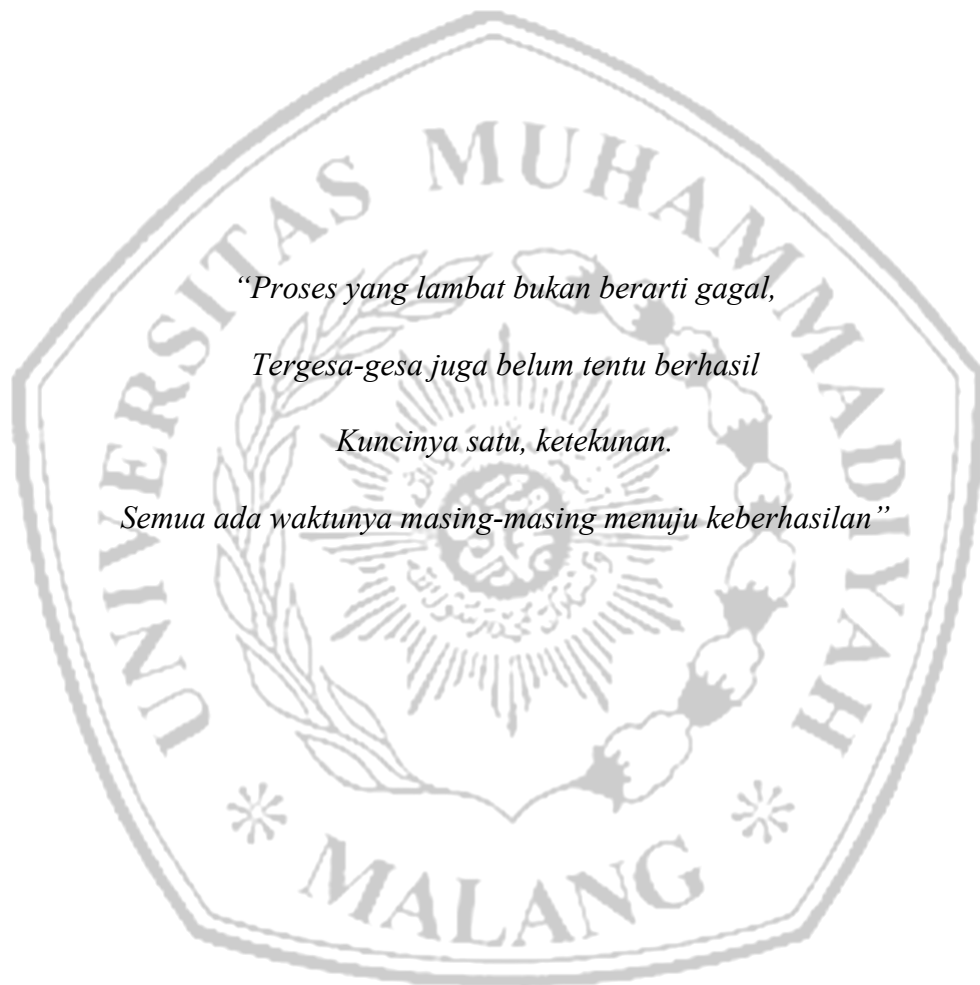 UNIVERSITAS MUHAMMADIYAH
“Proses yang lambat bukan berarti gagal,
Tergesa-gesa juga belum tentu berhasil
Kuncinya satu, ketekunan.
Semua ada waktunya masing-masing menuju keberhasilan”
MALANG